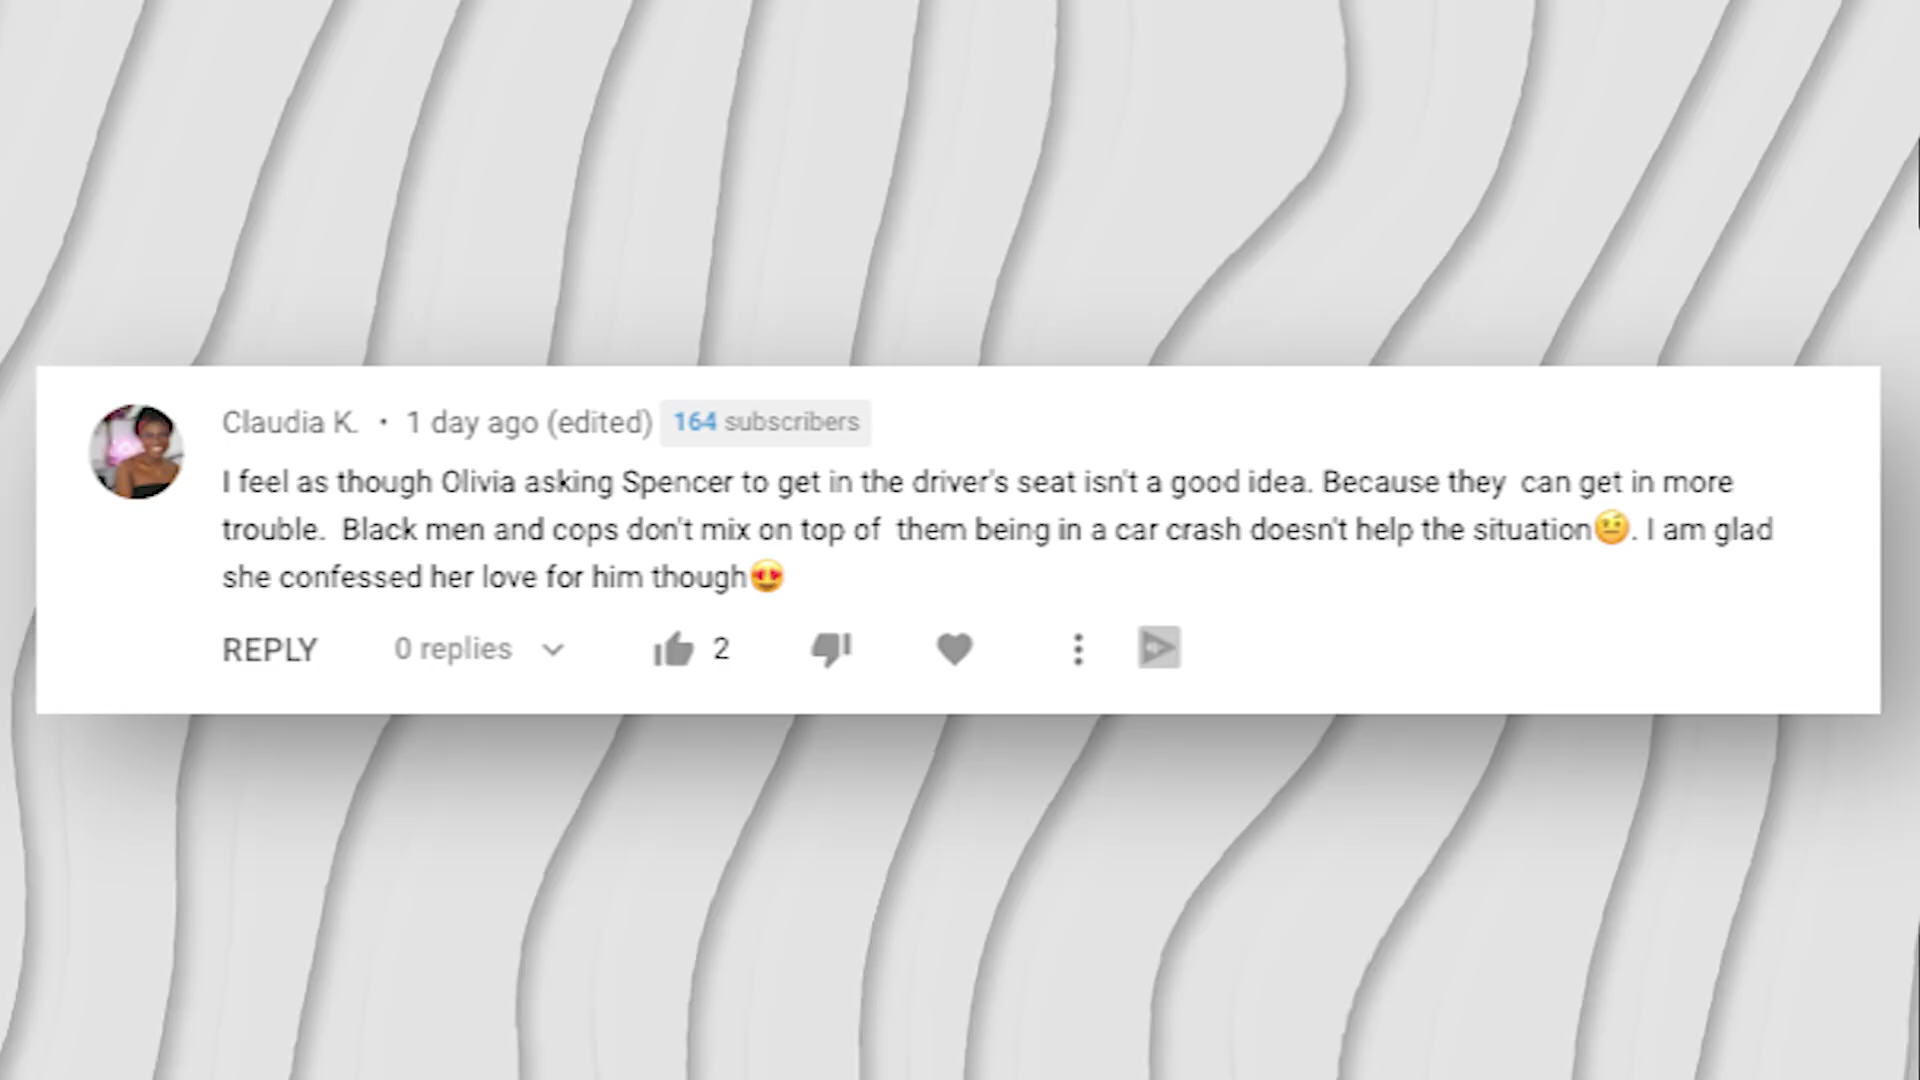 Claudia K. • 1 day ago (edited) 164 subscribers
I feel as though Olivia asking Spencer to get in the driver's seat isn't a good idea. Because they  can get in more
trouble.  Black men and cops don't mix on top of  them being in a car crash doesn't help the situation🤨. I am glad
she confessed her love for him though😍
REPLY 0 replies 2